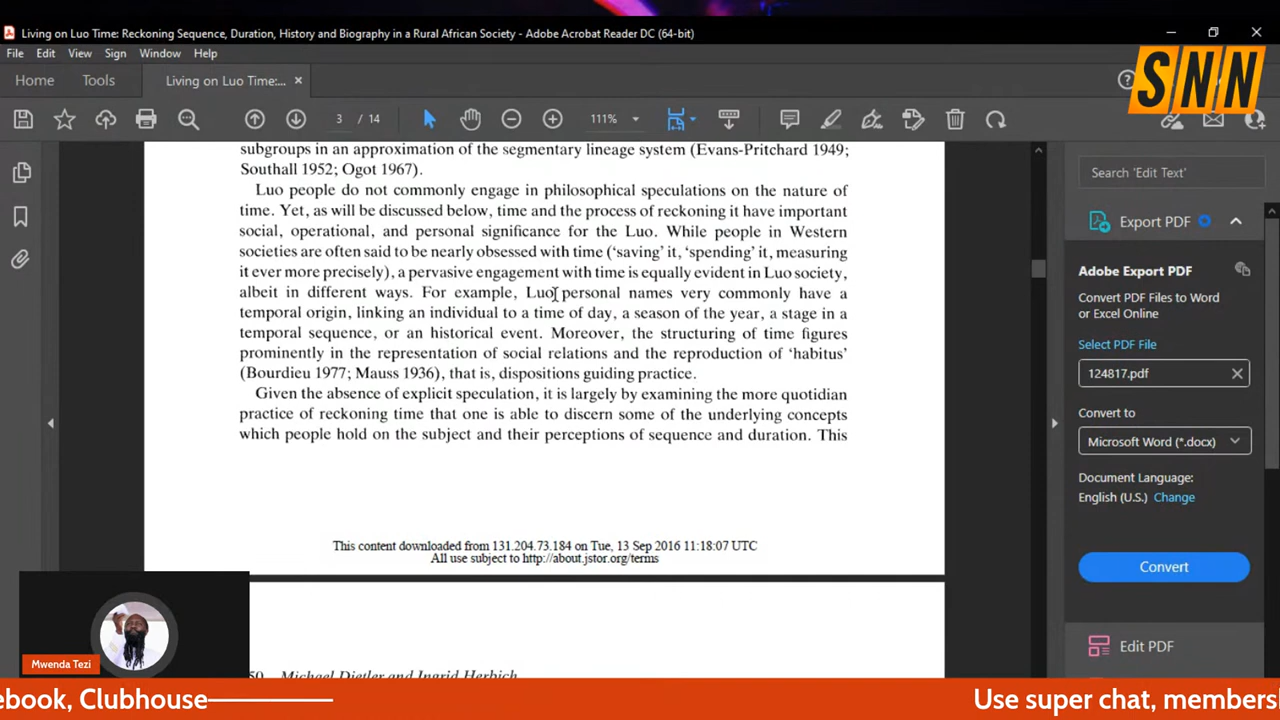 Living on Luo Time: Reckoning Sequence, Duration, History and Biography in a Rural African Society - Adobe Acrobat Reader DC (64-bit)
File Edit View Sign Window Help
Home Tools Living on Luo Time:...
SNN
3 / 14 111%
subgroups in an approximation of the segmentary lineage system (Evans-Pritchard 1949;
Southall 1952; Ogot 1967).
Luo people do not commonly engage in philosophical speculations on the nature of
time. Yet, as will be discussed below, time and the process of reckoning it have important
social, operational, and personal significance for the Luo. While people in Western
societies are often said to be nearly obsessed with time (‘saving’ it, ‘spending’ it, measuring
it ever more precisely), a pervasive engagement with time is equally evident in Luo society,
albeit in different ways. For example, Luo personal names very commonly have a
temporal origin, linking an individual to a time of day, a season of the year, a stage in a
temporal sequence, or an historical event. Moreover, the structuring of time figures
prominently in the representation of social relations and the reproduction of ‘habitus’
(Bourdieu 1977; Mauss 1936), that is, dispositions guiding practice.
Given the absence of explicit speculation, it is largely by examining the more quotidian
practice of reckoning time that one is able to discern some of the underlying concepts
which people hold on the subject and their perceptions of sequence and duration. This
This content downloaded from 131.204.73.184 on Tue, 13 Sep 2016 11:18:07 UTC
All use subject to http://about.jstor.org/terms
50 Michael Dietler and Ingrid Herbich
Search 'Edit Text'
Export PDF
Adobe Export PDF
Convert PDF Files to Word
or Excel Online
Select PDF File
124817.pdf
Convert to
Microsoft Word (*.docx)
Document Language:
English (U.S.) Change
Convert
Edit PDF
Mwenda Tezi
ebook, Clubhouse
Use super chat, membersh